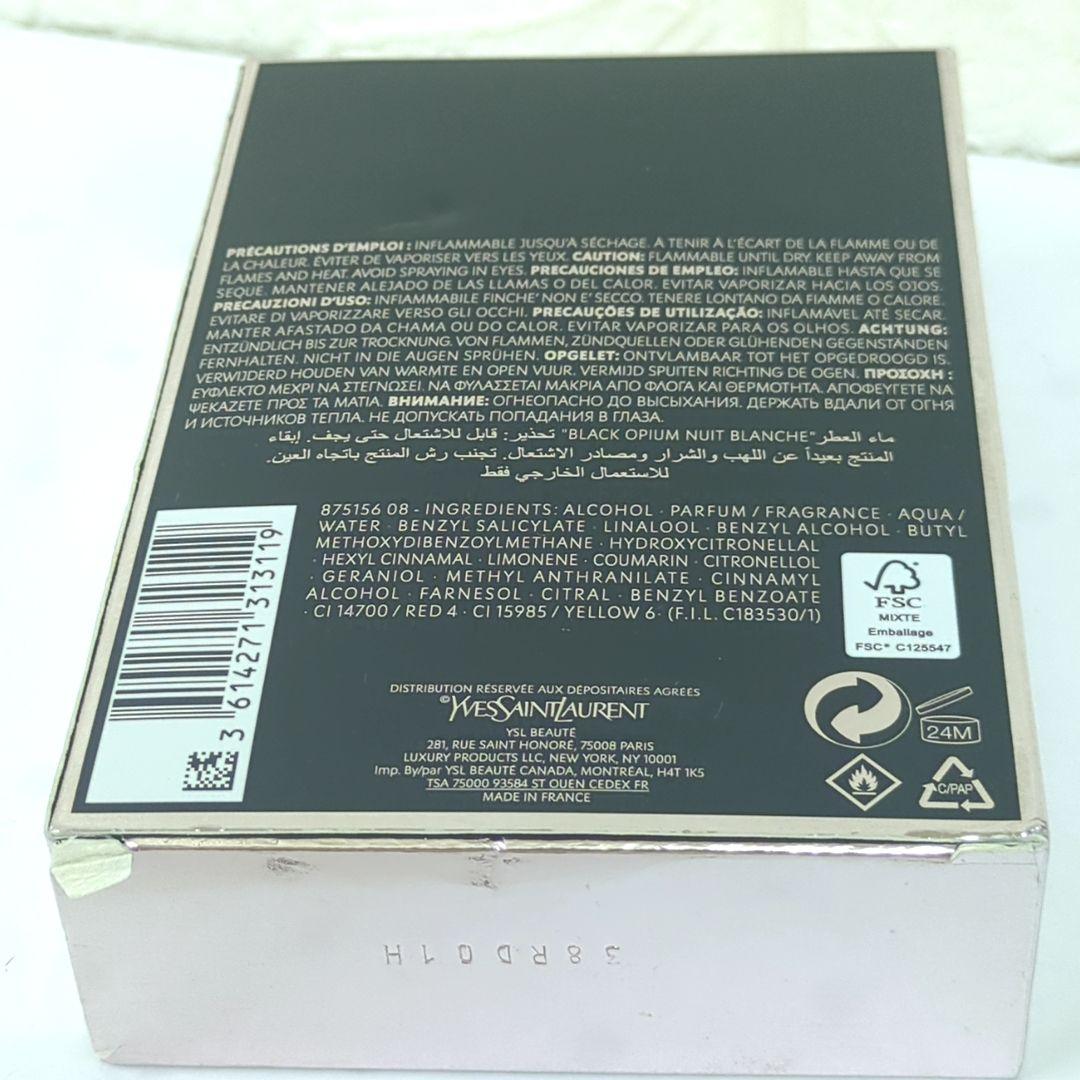 PRÉCAUTIONS D'EMPLOI : INFLAMMABLE JUSQU'À SÉCHAGE. À TENIR À L'ÉCART DE LA FLAMME OU DE
LA CHALEUR. ÉVITER DE VAPORISER VERS LES YEUX. CAUTION: FLAMMABLE UNTIL DRY. KEEP AWAY FROM
FLAMES AND HEAT. AVOID SPRAYING IN EYES. PRECAUCIONES DE EMPLEO: INFLAMABLE HASTA QUE SE
SEQUE. MANTENER ALEJADO DE LAS LLAMAS O DEL CALOR. EVITAR VAPORIZAR HACIA LOS OJOS.
PRECAUZIONI D'USO: INFIAMMABILE FINCHE' NON E' SECCO. TENERE LONTANO DA FIAMME O CALORE.
EVITARE DI VAPORIZZARE VERSO GLI OCCHI. PRECAUÇÕES DE UTILIZAÇÃO: INFLAMÁVEL ATÉ SECAR.
MANTER AFASTADO DA CHAMA OU DO CALOR. EVITAR VAPORIZAR PARA OS OLHOS. ACHTUNG:
ENTZÜNDLICH BIS ZUR TROCKNUNG. VON FLAMMEN, ZÜNDQUELLEN ODER GLÜHENDEN GEGENSTÄNDEN
FERNHALTEN. NICHT IN DIE AUGEN SPRÜHEN. OPGELET: ONTVLAMBAAR TOT HET OPGEDROOGD IS.
VERWIJDERD HOUDEN VAN WARMTE EN OPEN VUUR. VERMIJD SPUITEN RICHTING DE OGEN. ΠΡΟΣΟΧΗ :
ΕΥΦΛΕΚΤΟ ΜΕΧΡΙ ΝΑ ΣΤΕΓΝΩΣΕΙ. ΝΑ ΦΥΛΑΣΣΕΤΑΙ ΜΑΚΡΙΑ ΑΠΟ ΦΛΟΓΑ ΚΑΙ ΘΕΡΜΟΤΗΤΑ. ΑΠΟΦΕΥΓΕΤΕ ΝΑ
ΨΕΚΑΖΕΤΕ ΠΡΟΣ ΤΑ ΜΑΤΙΑ. ВНИМАНИЕ: ОГНЕОПАСНО ДО ВЫСЫХАНИЯ. ДЕРЖАТЬ ВДАЛИ ОТ ОГНЯ
И ИСТОЧНИКОВ ТЕПЛА. НЕ ДОПУСКАТЬ ПОПАДАНИЯ В ГЛАЗА.
ماء العطر "BLACK OPIUM NUIT BLANCHE" تحذير: قابل للاشتعال حتى يجف. إبقاء
المنتج بعيداً عن اللهب والشرار ومصادر الاشتعال. تجنب رش المنتج باتجاه العين.
للاستعمال الخارجي فقط
875156 08 - INGREDIENTS: ALCOHOL · PARFUM / FRAGRANCE · AQUA /
WATER · BENZYL SALICYLATE · LINALOOL · BENZYL ALCOHOL · BUTYL
METHOXYDIBENZOYLMETHANE · HYDROXYCITRONELLAL
· HEXYL CINNAMAL · LIMONENE · COUMARIN · CITRONELLOL
· GERANIOL · METHYL ANTHRANILATE · CINNAMYL
ALCOHOL · FARNESOL · CITRAL · BENZYL BENZOATE
· CI 14700 / RED 4 · CI 15985 / YELLOW 6· (F.I.L. C183530/1)
FSC
MIXTE
Emballage
FSC® C125547
3 614271 313119
DISTRIBUTION RÉSERVÉE AUX DÉPOSITAIRES AGRÉÉS
©YVESSAINTLAURENT
YSL BEAUTÉ
281, RUE SAINT HONORÉ, 75008 PARIS
LUXURY PRODUCTS LLC, NEW YORK, NY 10001
Imp. By/par YSL BEAUTÉ CANADA, MONTRÉAL, H4T 1K5
TSA 75000 93584 ST OUEN CEDEX FR
MADE IN FRANCE
24M
C/PAP
38RD01H